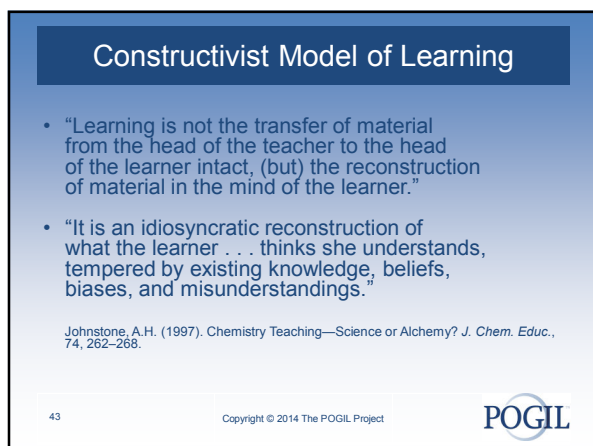 Constructivist Model of Learning
• “Learning is not the transfer of material
from the head of the teacher to the head
of the learner intact, (but) the reconstruction
of material in the mind of the learner.”
• “It is an idiosyncratic reconstruction of
what the learner . . . thinks she understands,
tempered by existing knowledge, beliefs,
biases, and misunderstandings.”
Johnstone, A.H. (1997). Chemistry Teaching—Science or Alchemy? J. Chem. Educ.,
74, 262–268.
43
Copyright © 2014 The POGIL Project
POGIL